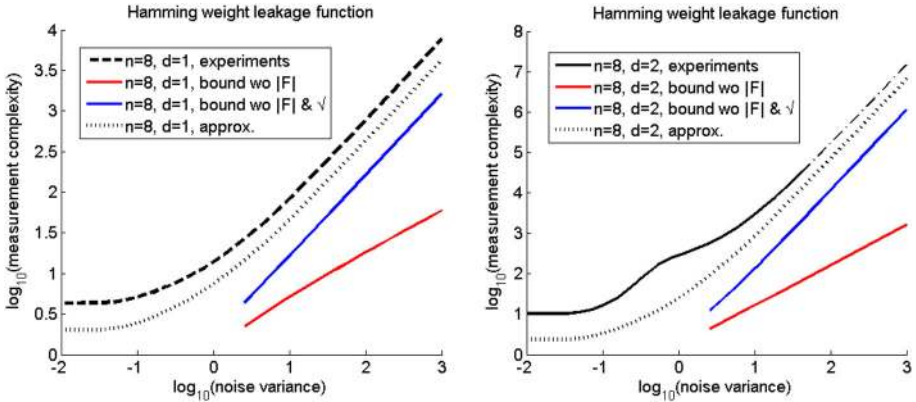 Hamming weight leakage function
log10(measurement complexity)
4
3.5
3
2.5
2
1.5
1
0.5
0
n=8, d=1, experiments
n=8, d=1, bound wo |F|
n=8, d=1, bound wo |F| & √
n=8, d=1, approx.
-2
-1
0
1
2
3
log10(noise variance)
Hamming weight leakage function
log10(measurement complexity)
8
7
6
5
4
3
2
1
0
n=8, d=2, experiments
n=8, d=2, bound wo |F|
n=8, d=2, bound wo |F| & √
n=8, d=2, approx.
-2
-1
0
1
2
3
log10(noise variance)